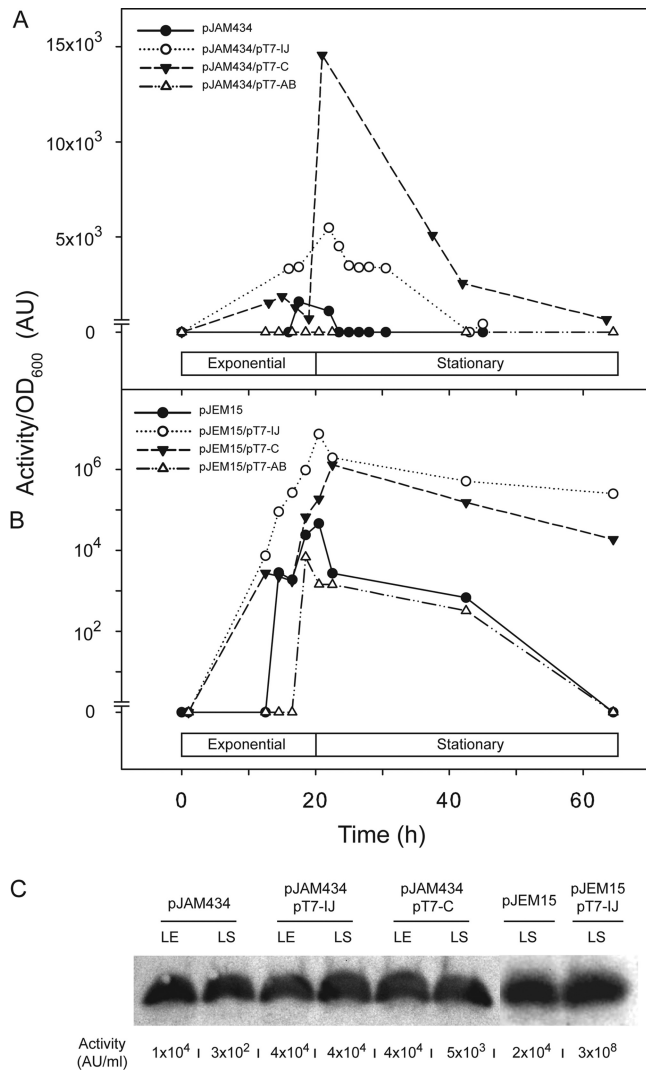 A
15x10³
10x10³
5x10³
0
pJAM434
pJAM434/pT7-IJ
pJAM434/pT7-C
pJAM434/pT7-AB
Exponential
Stationary
Activity/OD₆₀₀ (AU)
B
10⁶
10⁴
10²
0
pJEM15
pJEM15/pT7-IJ
pJEM15/pT7-C
pJEM15/pT7-AB
Exponential
Stationary
0 20 40 60
Time (h)
C
pJAM434
pJAM434 pT7-IJ
pJAM434 pT7-C
pJEM15
pJEM15 pT7-IJ
LE LS LE LS LE LS LS LS
Activity (AU/ml)
1x10⁴ ı 3x10² ı 4x10⁴ ı 4x10⁴ ı 4x10⁴ ı 5x10³ ı 2x10⁴ ı 3x10⁸